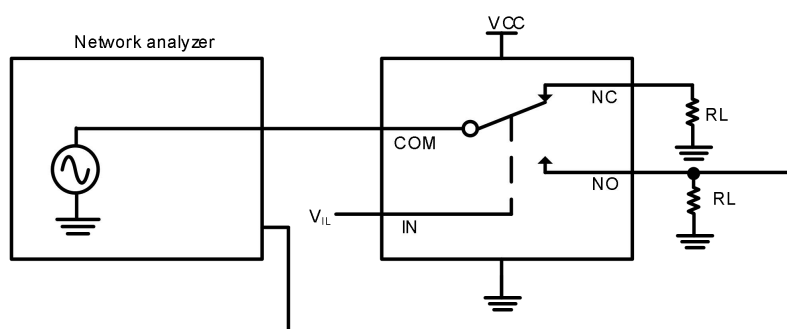 VCC
Network analyzer
NC
RL
COM
NO
RL
VIL
IN